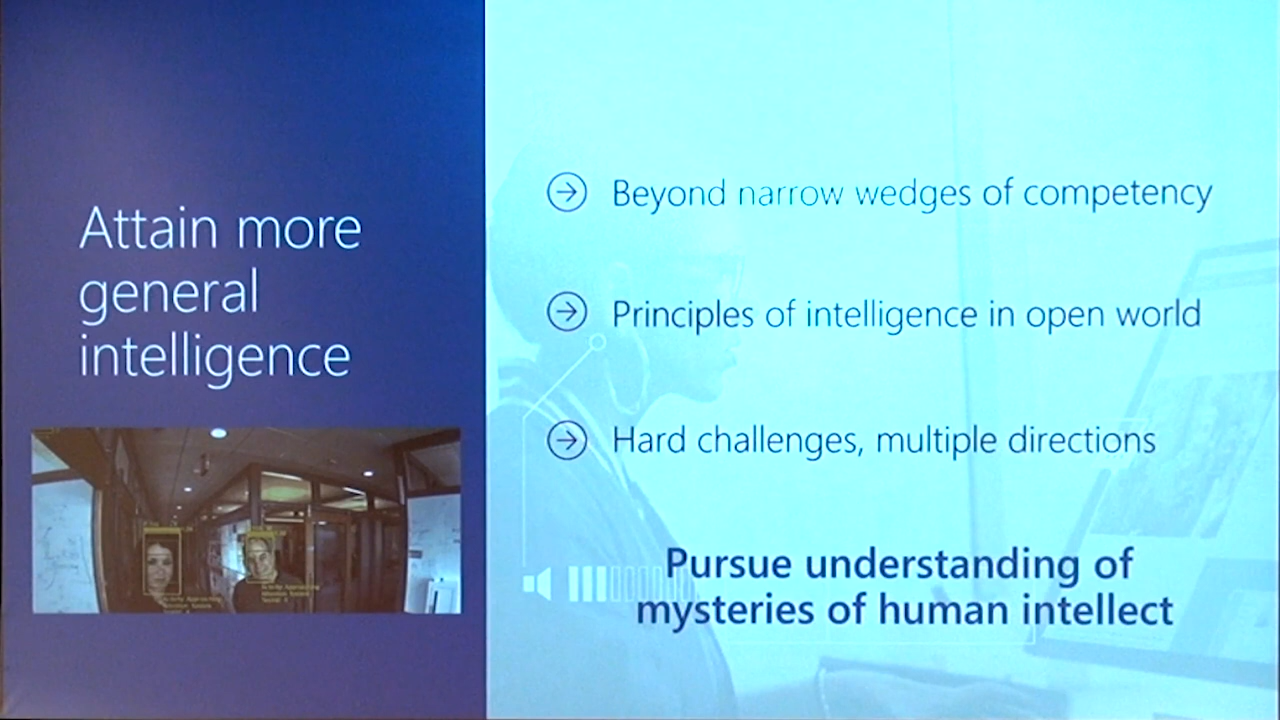 Attain more
general
intelligence
Beyond narrow wedges of competency
Principles of intelligence in open world
Hard challenges, multiple directions
Pursue understanding of
mysteries of human intellect